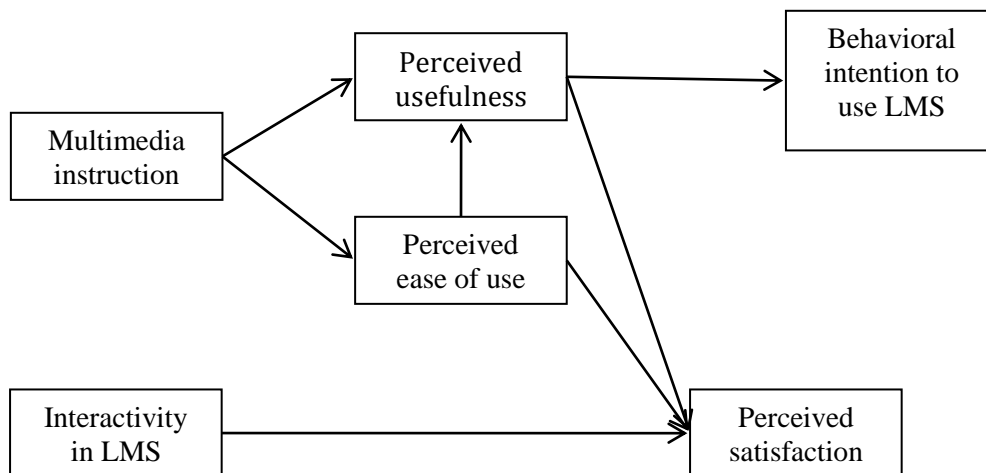 Behavioral
intention to
use LMS
Perceived
usefulness
Multimedia
instruction
Perceived
ease of use
Interactivity
in LMS
Perceived
satisfaction